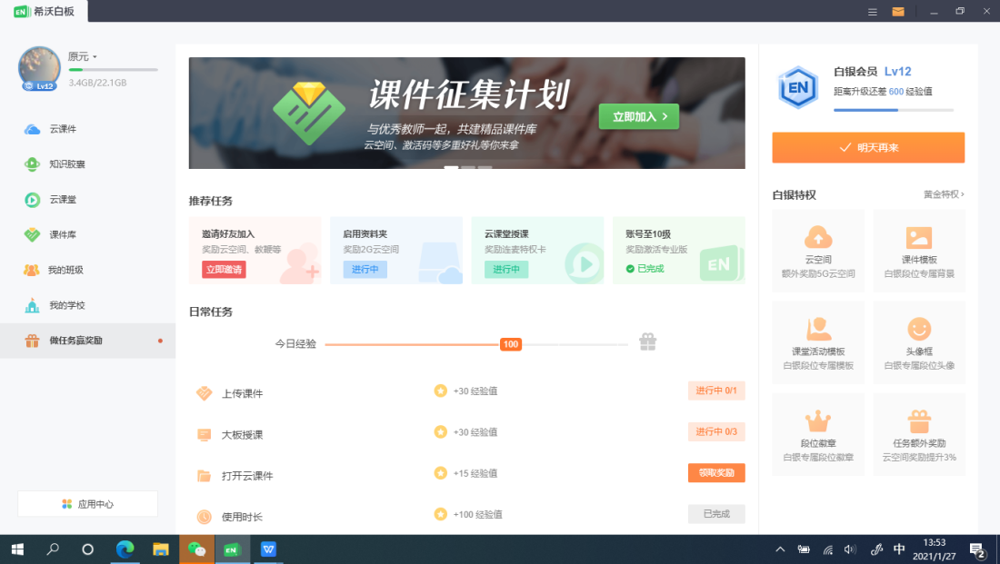 EN 希沃白板
原元
Lv12
3.4GB/22.1GB
云课件
知识胶囊
云课堂
课件库
我的班级
我的学校
做任务赢奖励
应用中心
课件征集计划
与优秀教师一起，共建精品课件库
云空间、激活码等多重好礼等你来拿
立即加入 >
推荐任务
邀请好友加入
奖励云空间、教鞭等
立即邀请
启用资料夹
奖励2G云空间
进行中
云课堂授课
奖励连麦特权卡
进行中
账号至10级
奖励激活专业版
已完成
EN
日常任务
今日经验
100
上传课件 +30 经验值 进行中 0/1
大板授课 +30 经验值 进行中 0/3
打开云课件 +15 经验值 领取奖励
使用时长 +100 经验值 已完成
EN
白银会员 Lv12
距离升级还差 600 经验值
明天再来
白银特权 黄金特权 >
云空间
额外奖励5G云空间
课件模板
白银段位专属背景
课堂活动模板
白银段位专属模板
头像框
白银专属段位头像
段位徽章
白银专属段位徽章
任务额外奖励
云空间奖励提升3%
EN
W
中
13:53
2021/1/27
2